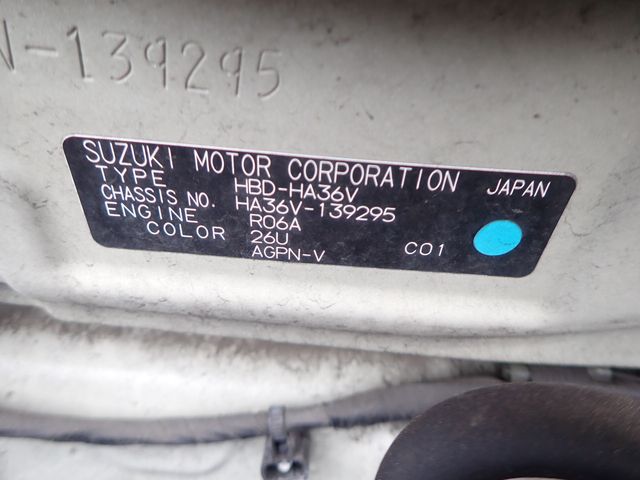 V-139295
SUZUKI MOTOR CORPORATION JAPAN
TYPE HBD-HA36V
CHASSIS NO. HA36V-139295
ENGINE R06A
COLOR 26U
AGPN-V C01